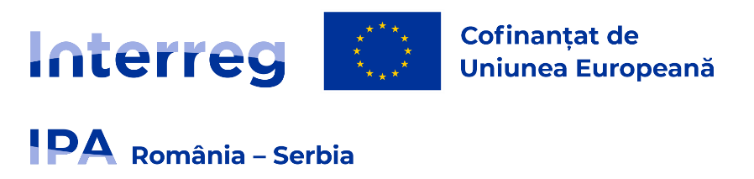 Interreg
Cofinanțat de
Uniunea Europeană
IPA România – Serbia